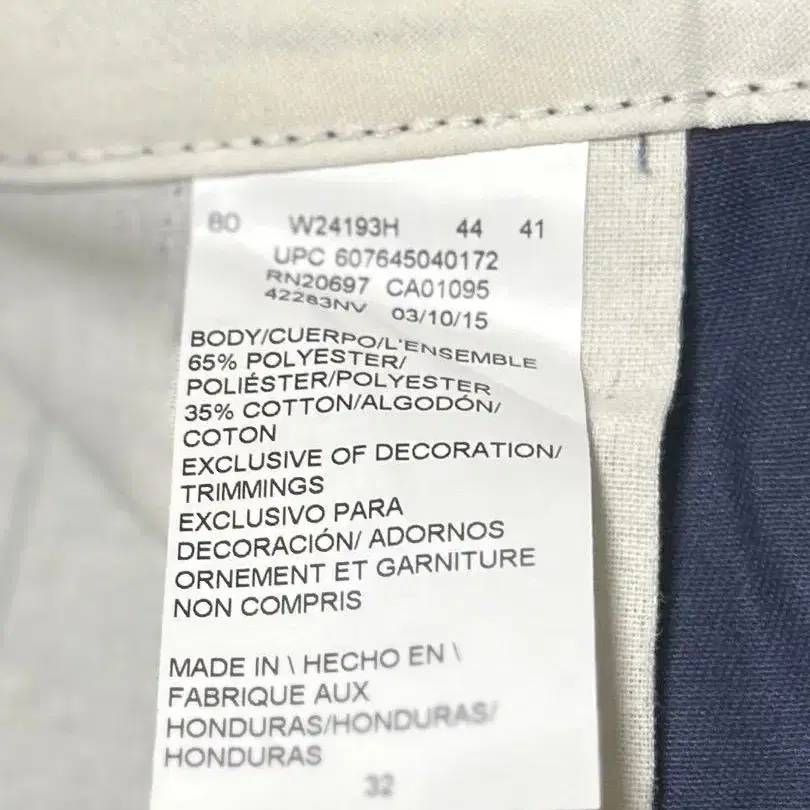 80 W24193H 44 41
UPC 607645040172
RN20697 CA01095
42283NV 03/10/15
BODY/CUERPO/L'ENSEMBLE
65% POLYESTER/
POLIÉSTER/POLYESTER
35% COTTON/ALGODÓN/
COTON
EXCLUSIVE OF DECORATION/
TRIMMINGS
EXCLUSIVO PARA
DECORACIÓN/ ADORNOS
ORNEMENT ET GARNITURE
NON COMPRIS
MADE IN \ HECHO EN \
FABRIQUE AUX
HONDURAS/HONDURAS/
HONDURAS
32